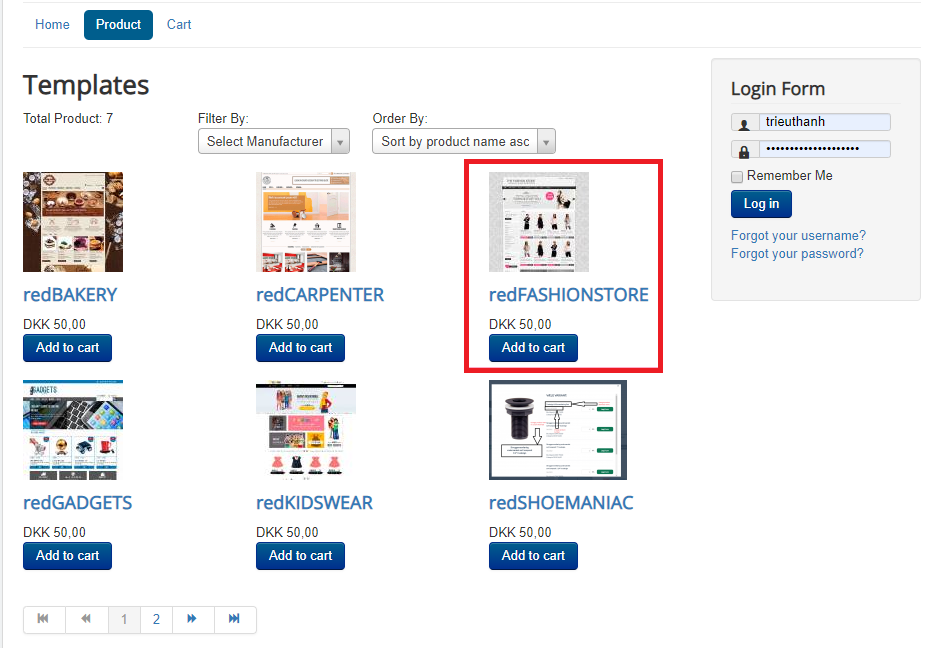 Home Product Cart
Templates
Total Product: 7
Filter By:
Select Manufacturer
Order By:
Sort by product name asc
redBAKERY
DKK 50,00
Add to cart
redCARPENTER
DKK 50,00
Add to cart
redFASHIONSTORE
DKK 50,00
Add to cart
GADGETS
redGADGETS
DKK 50,00
Add to cart
redKIDSWEAR
DKK 50,00
Add to cart
redSHOEMANIAC
DKK 50,00
Add to cart
1 2
Login Form
trieuthanh
••••••••••••••••••••
Remember Me
Log in
Forgot your username?
Forgot your password?